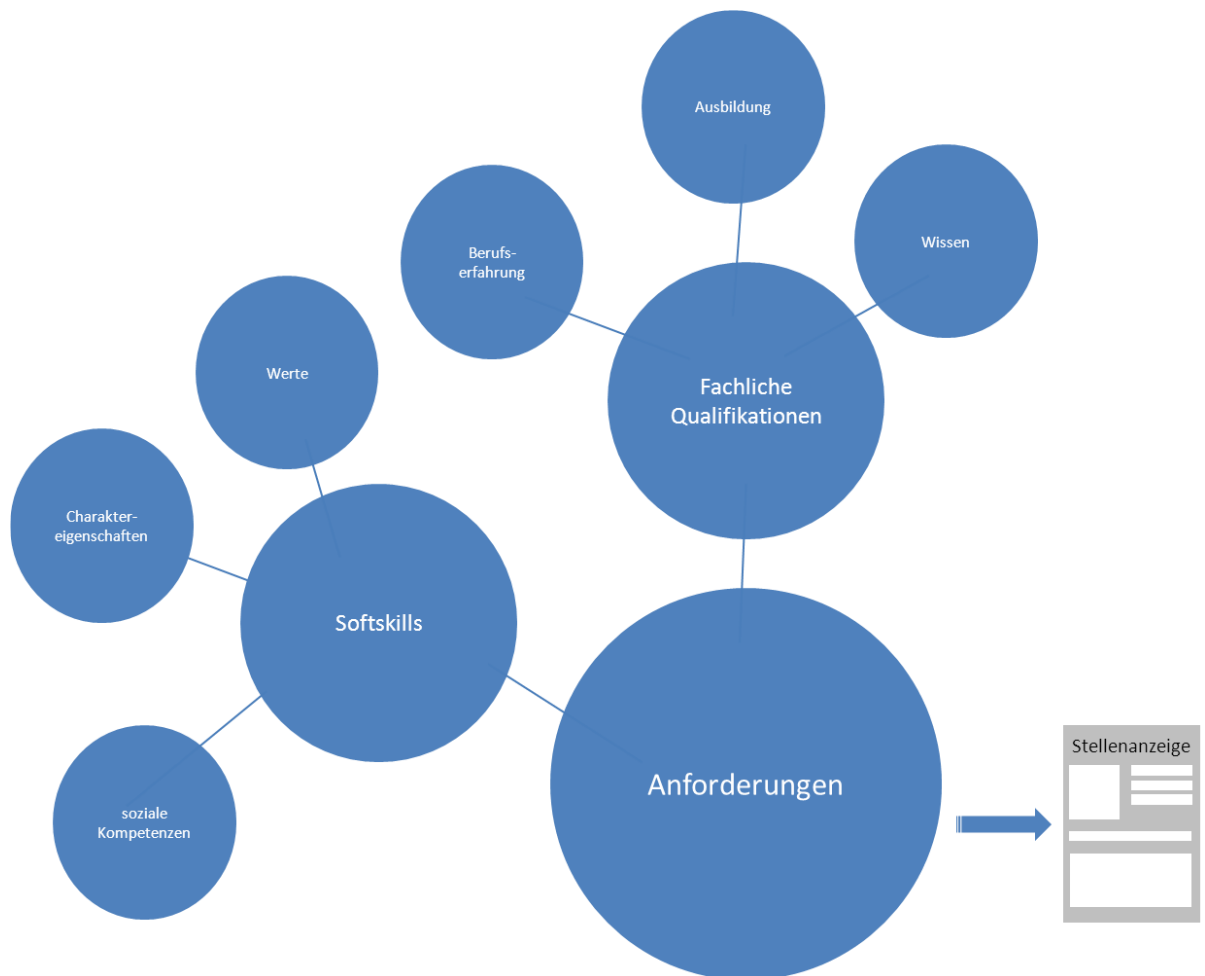 Ausbildung
Wissen
Berufs-
erfahrung
Fachliche
Qualifikationen
Werte
Charakter-
eigenschaften
Softskills
soziale
Kompetenzen
Anforderungen
Stellenanzeige